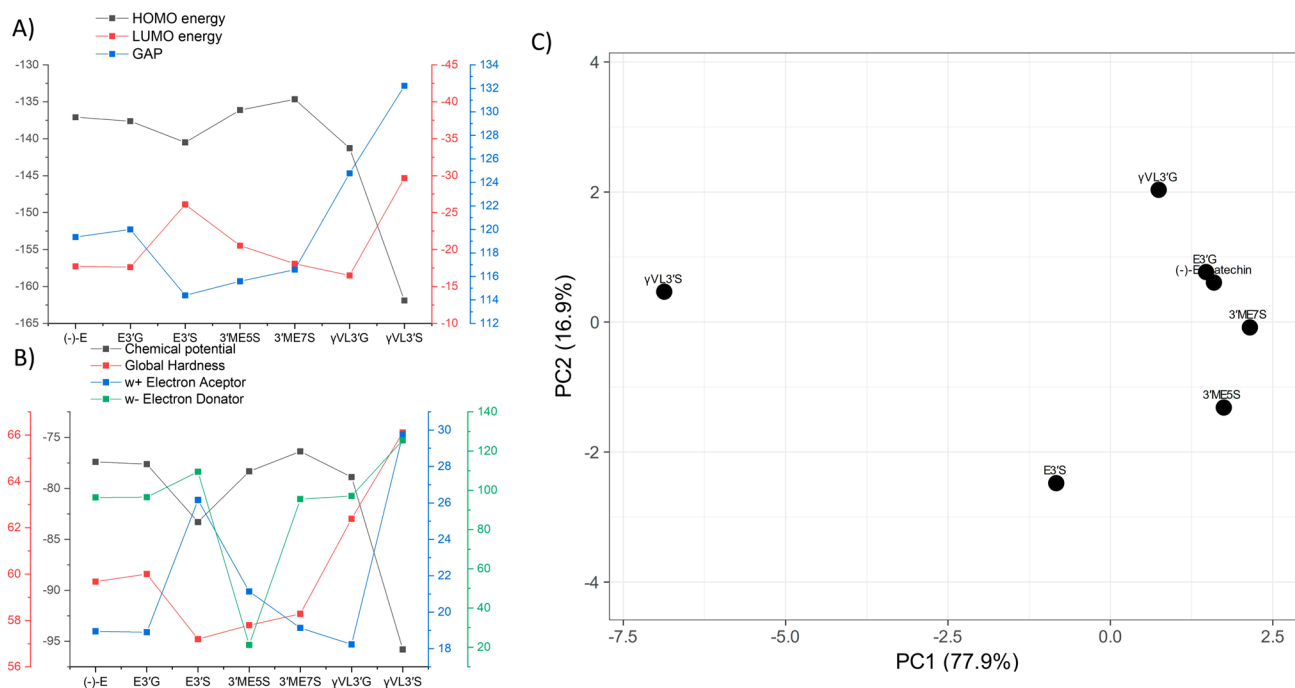 A)
HOMO energy
LUMO energy
GAP
-130
-135
-140
-145
-150
-155
-160
-165
-45
-40
-35
-30
-25
-20
-15
-10
134
132
130
128
126
124
122
120
118
116
114
112
(-)-E
E3'G
E3'S
3'ME5S
3'ME7S
γVL3'G
γVL3'S
B)
Chemical potential
Global Hardness
w+ Electron Aceptor
w- Electron Donator
66
64
62
60
58
56
-75
-80
-85
-90
-95
140
120
100
80
60
40
20
30
28
26
24
22
20
18
(-)-E
E3'G
E3'S
3'ME5S
3'ME7S
γVL3'G
γVL3'S
C)
4
2
0
-2
-4
PC2 (16.9%)
γVL3'G
E3'G
γVL3'S
3'ME7S
3'ME5S
E3'S
-7.5
-5.0
-2.5
0.0
2.5
PC1 (77.9%)